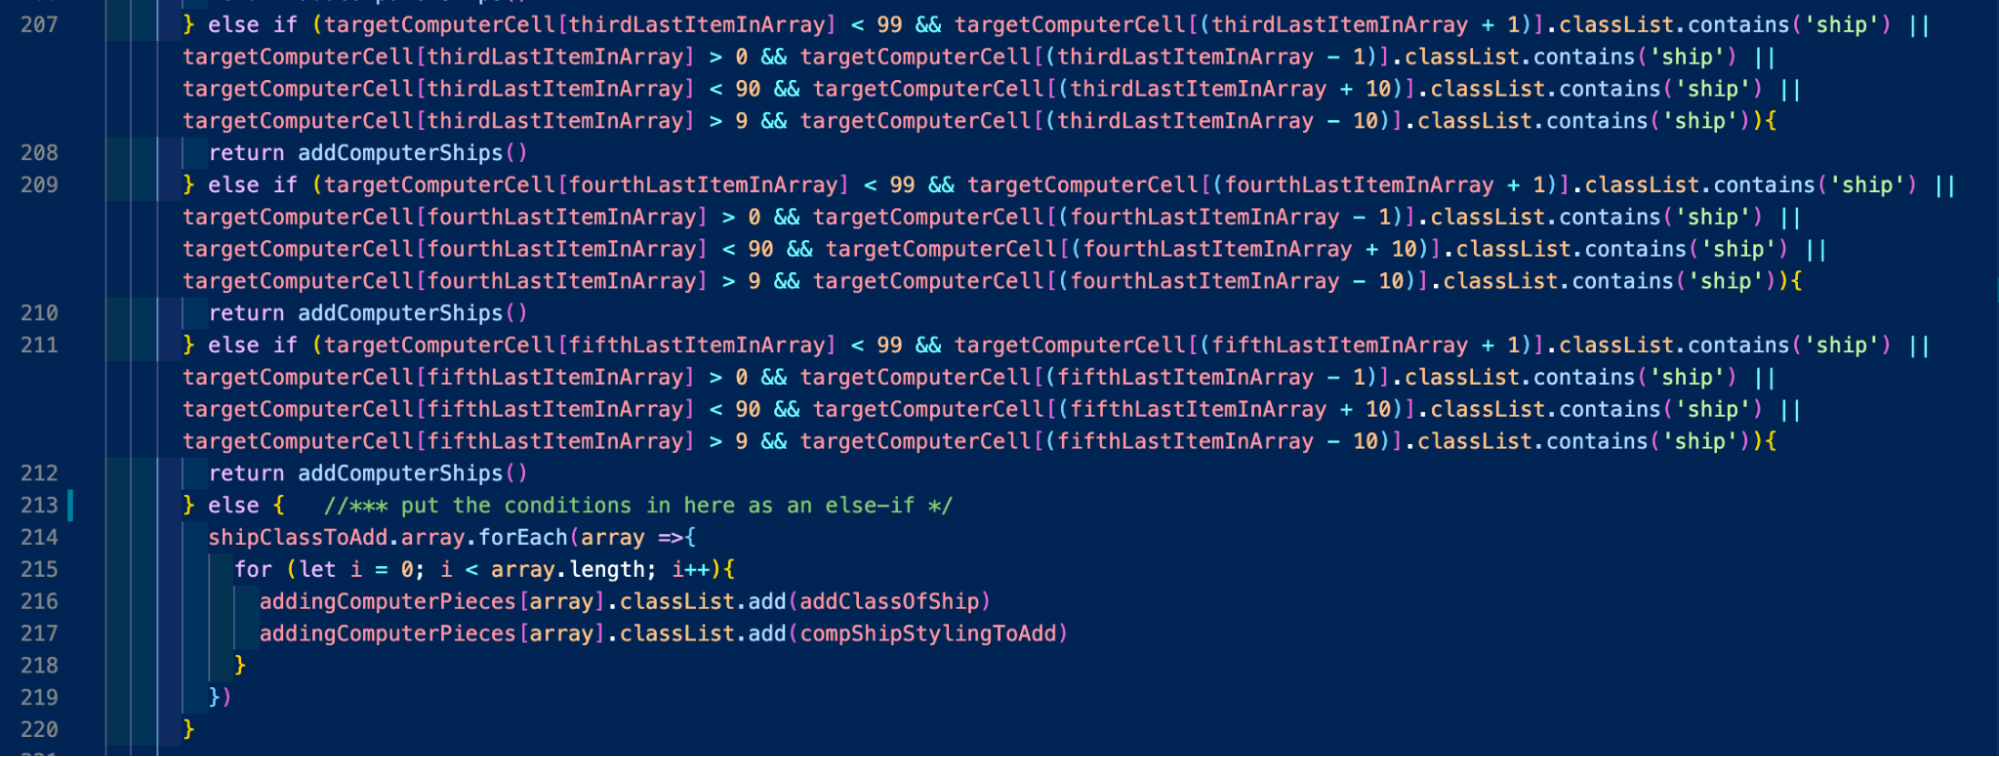 207 } else if (targetComputerCell[thirdLastItemInArray] < 99 && targetComputerCell[(thirdLastItemInArray + 1)].classList.contains('ship') ||
targetComputerCell[thirdLastItemInArray] > 0 && targetComputerCell[(thirdLastItemInArray - 1)].classList.contains('ship') ||
targetComputerCell[thirdLastItemInArray] < 90 && targetComputerCell[(thirdLastItemInArray + 10)].classList.contains('ship') ||
targetComputerCell[thirdLastItemInArray] > 9 && targetComputerCell[(thirdLastItemInArray - 10)].classList.contains('ship')){
208 return addComputerShips()
209 } else if (targetComputerCell[fourthLastItemInArray] < 99 && targetComputerCell[(fourthLastItemInArray + 1)].classList.contains('ship') ||
targetComputerCell[fourthLastItemInArray] > 0 && targetComputerCell[(fourthLastItemInArray - 1)].classList.contains('ship') ||
targetComputerCell[fourthLastItemInArray] < 90 && targetComputerCell[(fourthLastItemInArray + 10)].classList.contains('ship') ||
targetComputerCell[fourthLastItemInArray] > 9 && targetComputerCell[(fourthLastItemInArray - 10)].classList.contains('ship')){
210 return addComputerShips()
211 } else if (targetComputerCell[fifthLastItemInArray] < 99 && targetComputerCell[(fifthLastItemInArray + 1)].classList.contains('ship') ||
targetComputerCell[fifthLastItemInArray] > 0 && targetComputerCell[(fifthLastItemInArray - 1)].classList.contains('ship') ||
targetComputerCell[fifthLastItemInArray] < 90 && targetComputerCell[(fifthLastItemInArray + 10)].classList.contains('ship') ||
targetComputerCell[fifthLastItemInArray] > 9 && targetComputerCell[(fifthLastItemInArray - 10)].classList.contains('ship')){
212 return addComputerShips()
213 } else { //*** put the conditions in here as an else-if */
214 shipClassToAdd.array.forEach(array =>{
215 for (let i = 0; i < array.length; i++){
216 addingComputerPieces[array].classList.add(addClassOfShip)
217 addingComputerPieces[array].classList.add(compShipStylingToAdd)
218 }
219 })
220 }